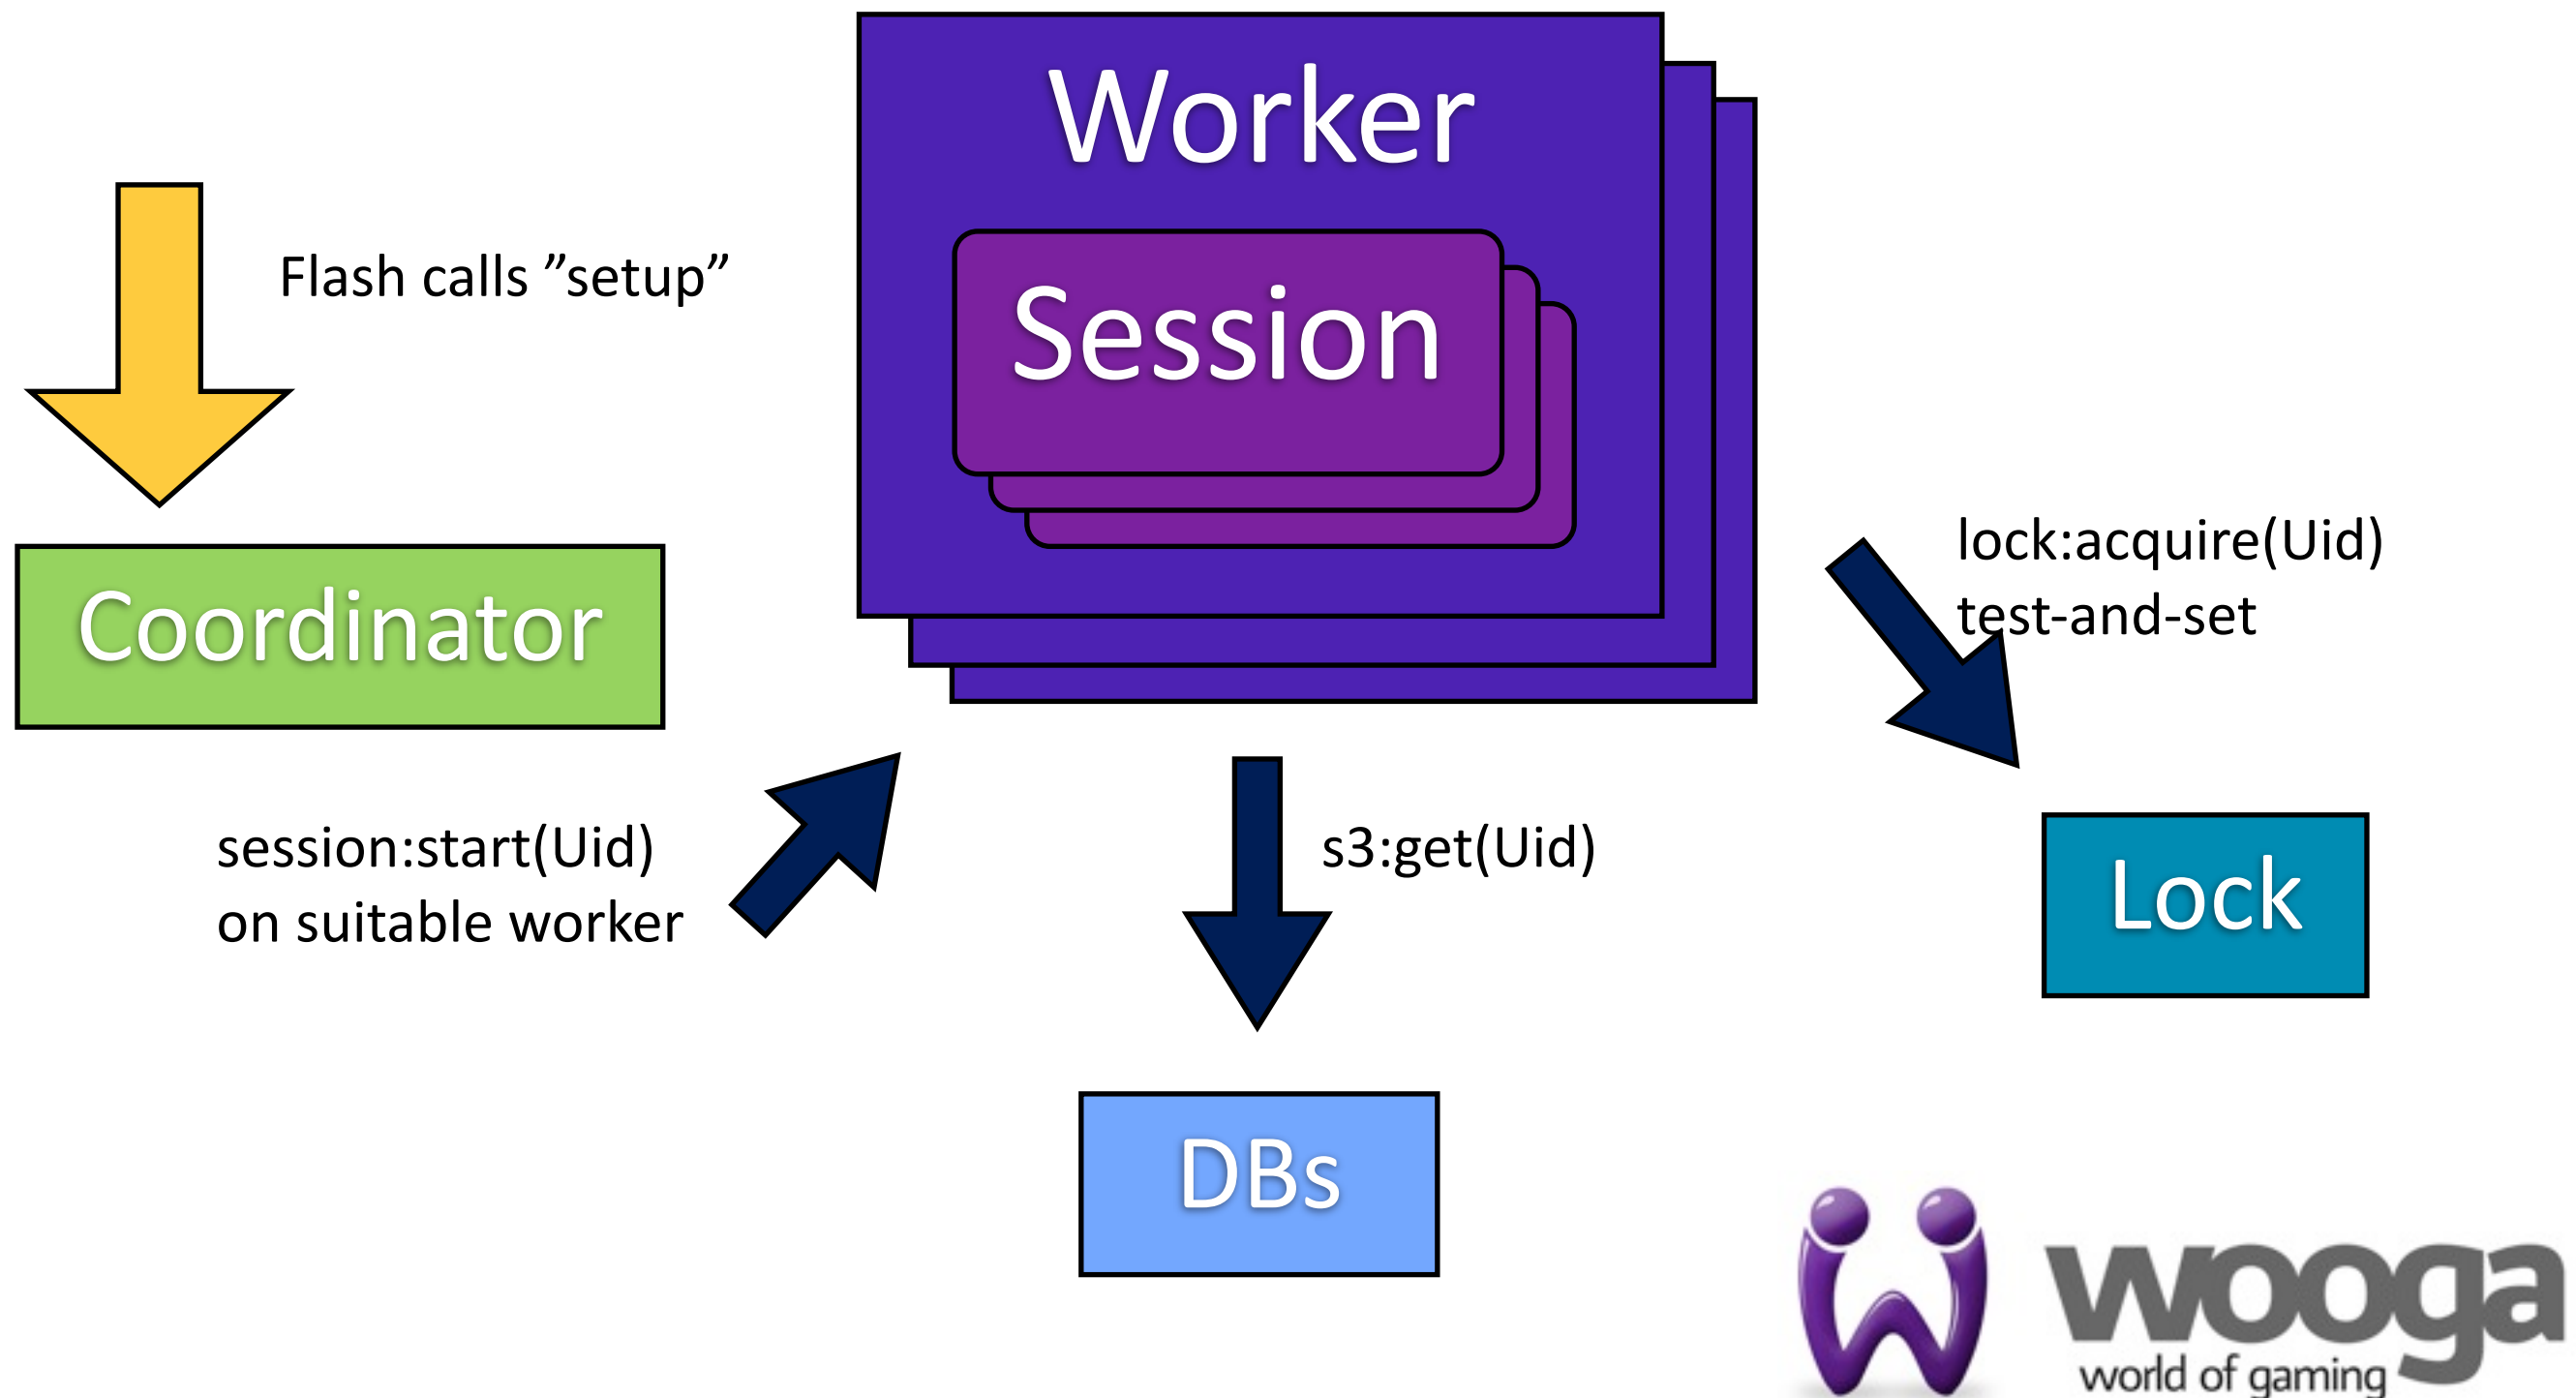 Worker
Session
Flash calls ”setup”
Coordinator
lock:acquire(Uid)
test-and-set
session:start(Uid)
on suitable worker
s3:get(Uid)
Lock
DBs
wooga
world of gaming